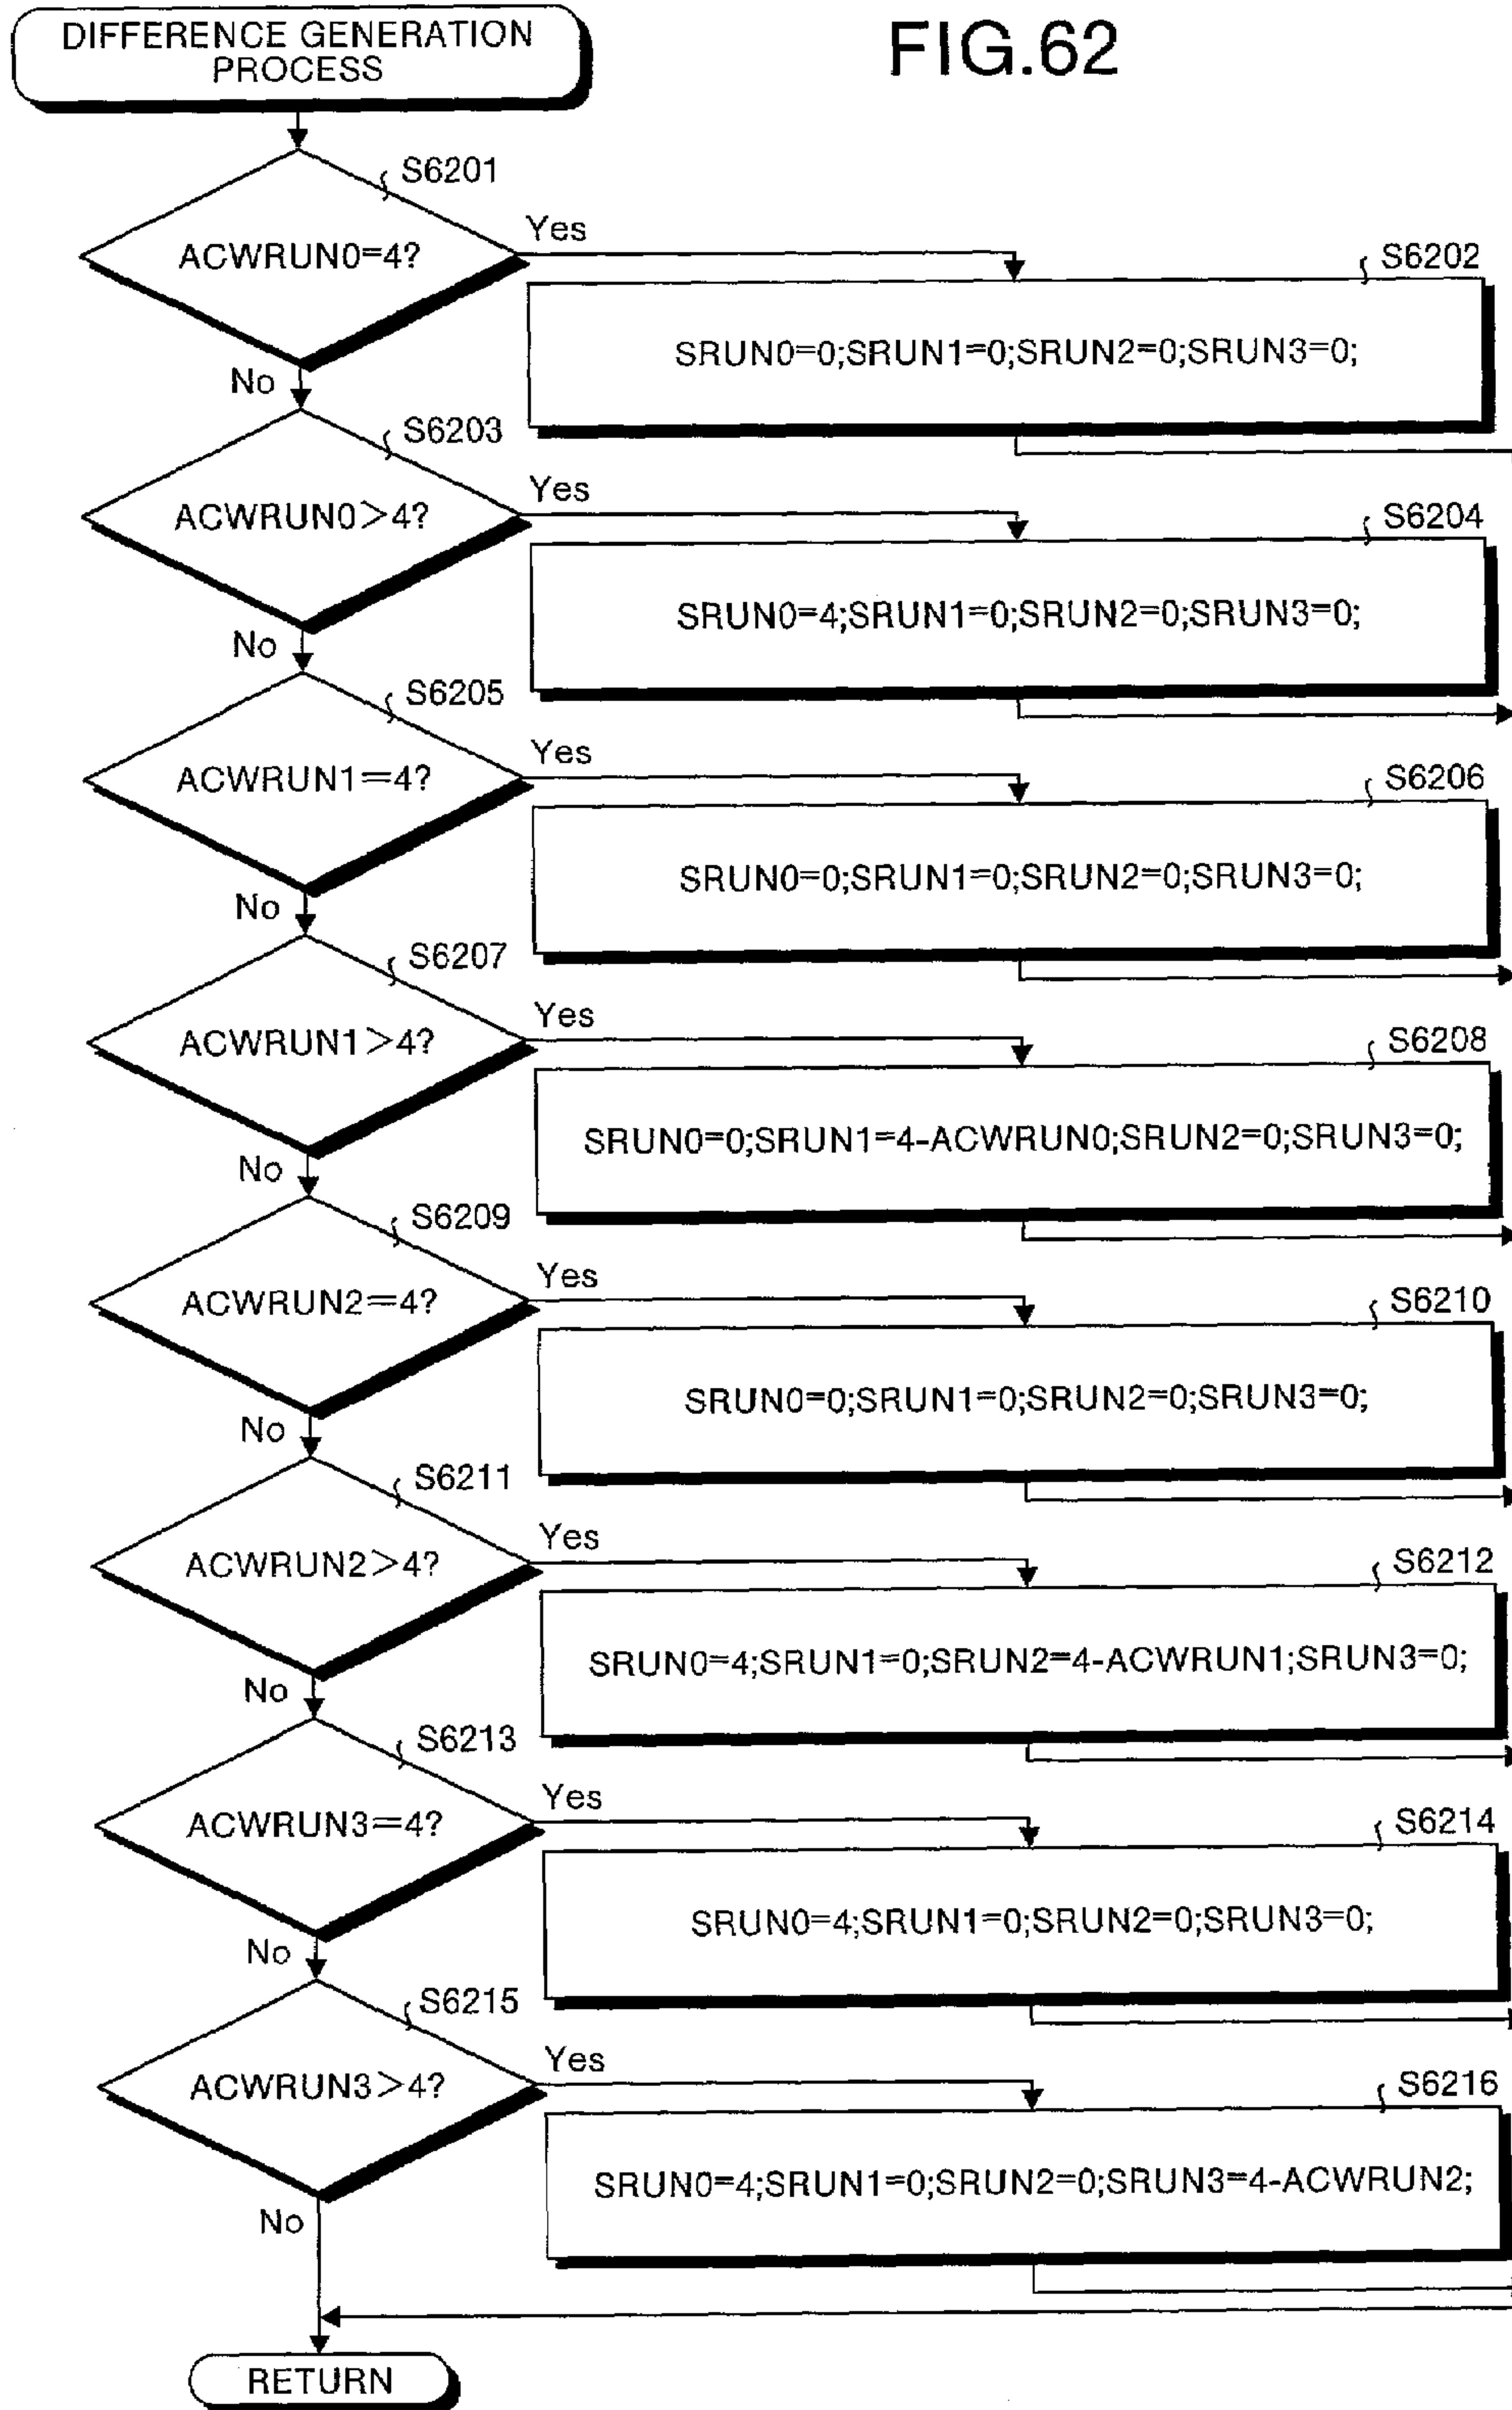 DIFFERENCE GENERATION
PROCESS
FIG.62
S6201
ACWRUN0=4?
Yes
S6202
SRUN0=0;SRUN1=0;SRUN2=0;SRUN3=0;
No
S6203
ACWRUN0>4?
Yes
S6204
SRUN0=4;SRUN1=0;SRUN2=0;SRUN3=0;
No
S6205
ACWRUN1=4?
Yes
S6206
SRUN0=0;SRUN1=0;SRUN2=0;SRUN3=0;
No
S6207
ACWRUN1>4?
Yes
S6208
SRUN0=0;SRUN1=4-ACWRUN0;SRUN2=0;SRUN3=0;
No
S6209
ACWRUN2=4?
Yes
S6210
SRUN0=0;SRUN1=0;SRUN2=0;SRUN3=0;
No
S6211
ACWRUN2>4?
Yes
S6212
SRUN0=4;SRUN1=0;SRUN2=4-ACWRUN1;SRUN3=0;
No
S6213
ACWRUN3=4?
Yes
S6214
SRUN0=4;SRUN1=0;SRUN2=0;SRUN3=0;
No
S6215
ACWRUN3>4?
Yes
S6216
SRUN0=4;SRUN1=0;SRUN2=0;SRUN3=4-ACWRUN2;
No
RETURN